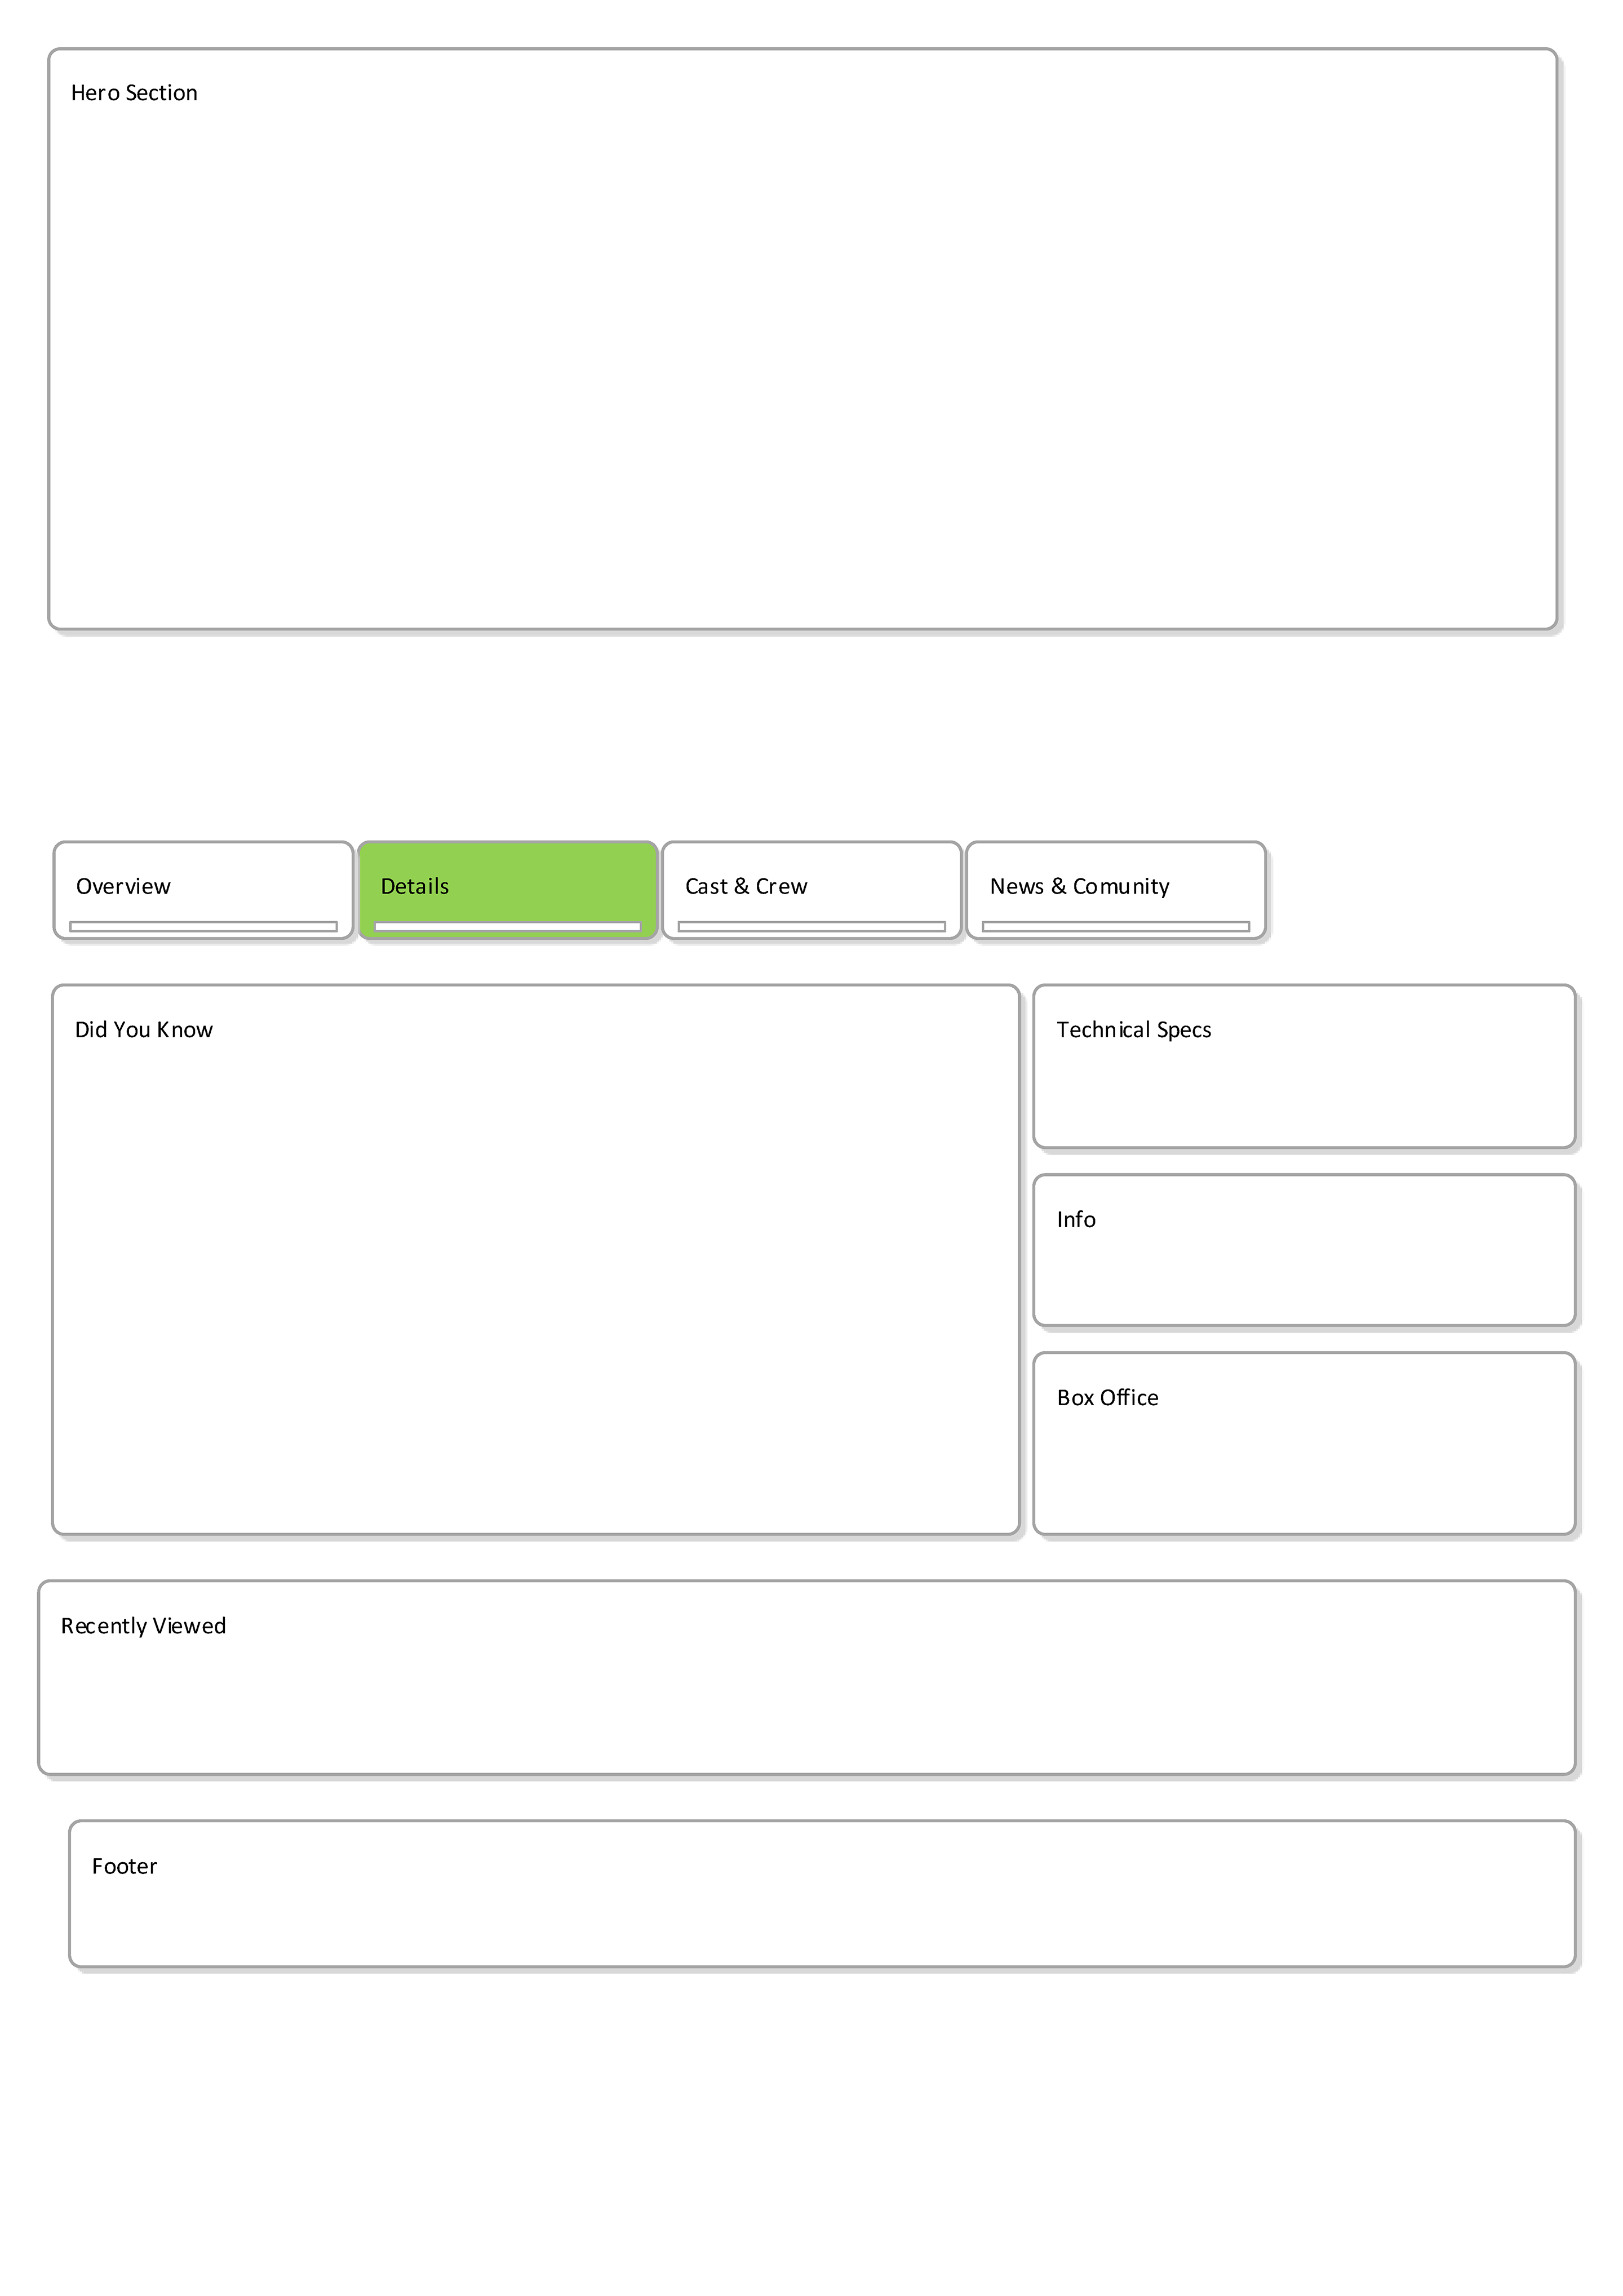 Hero Section
Overview
Details
Cast & Crew
News & Comunity
Did You Know
Technical Specs
Info
Box Office
Recently Viewed
Footer